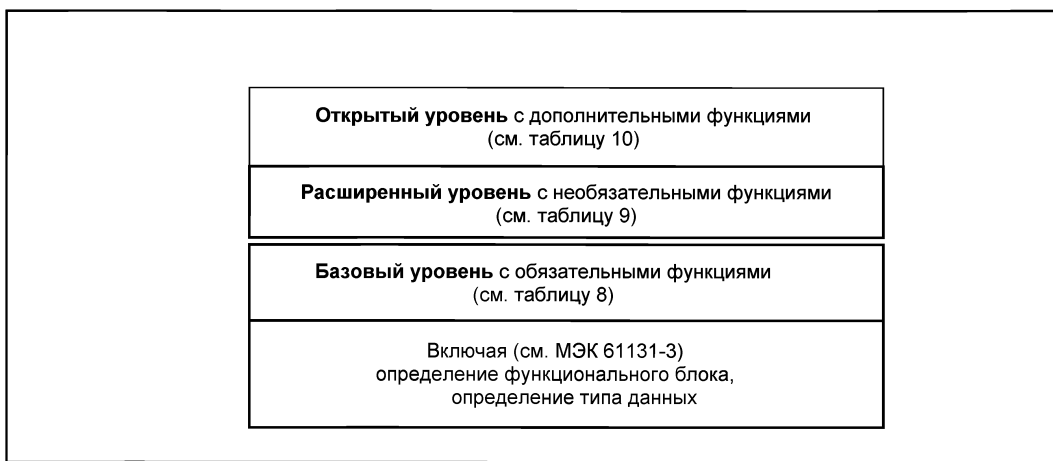 Открытый уровень с дополнительными функциями
(см. таблицу 10)
Расширенный уровень с необязательными функциями
(см. таблицу 9)
Базовый уровень с обязательными функциями
(см. таблицу 8)
Включая (см. МЭК 61131-3)
определение функционального блока,
определение типа данных